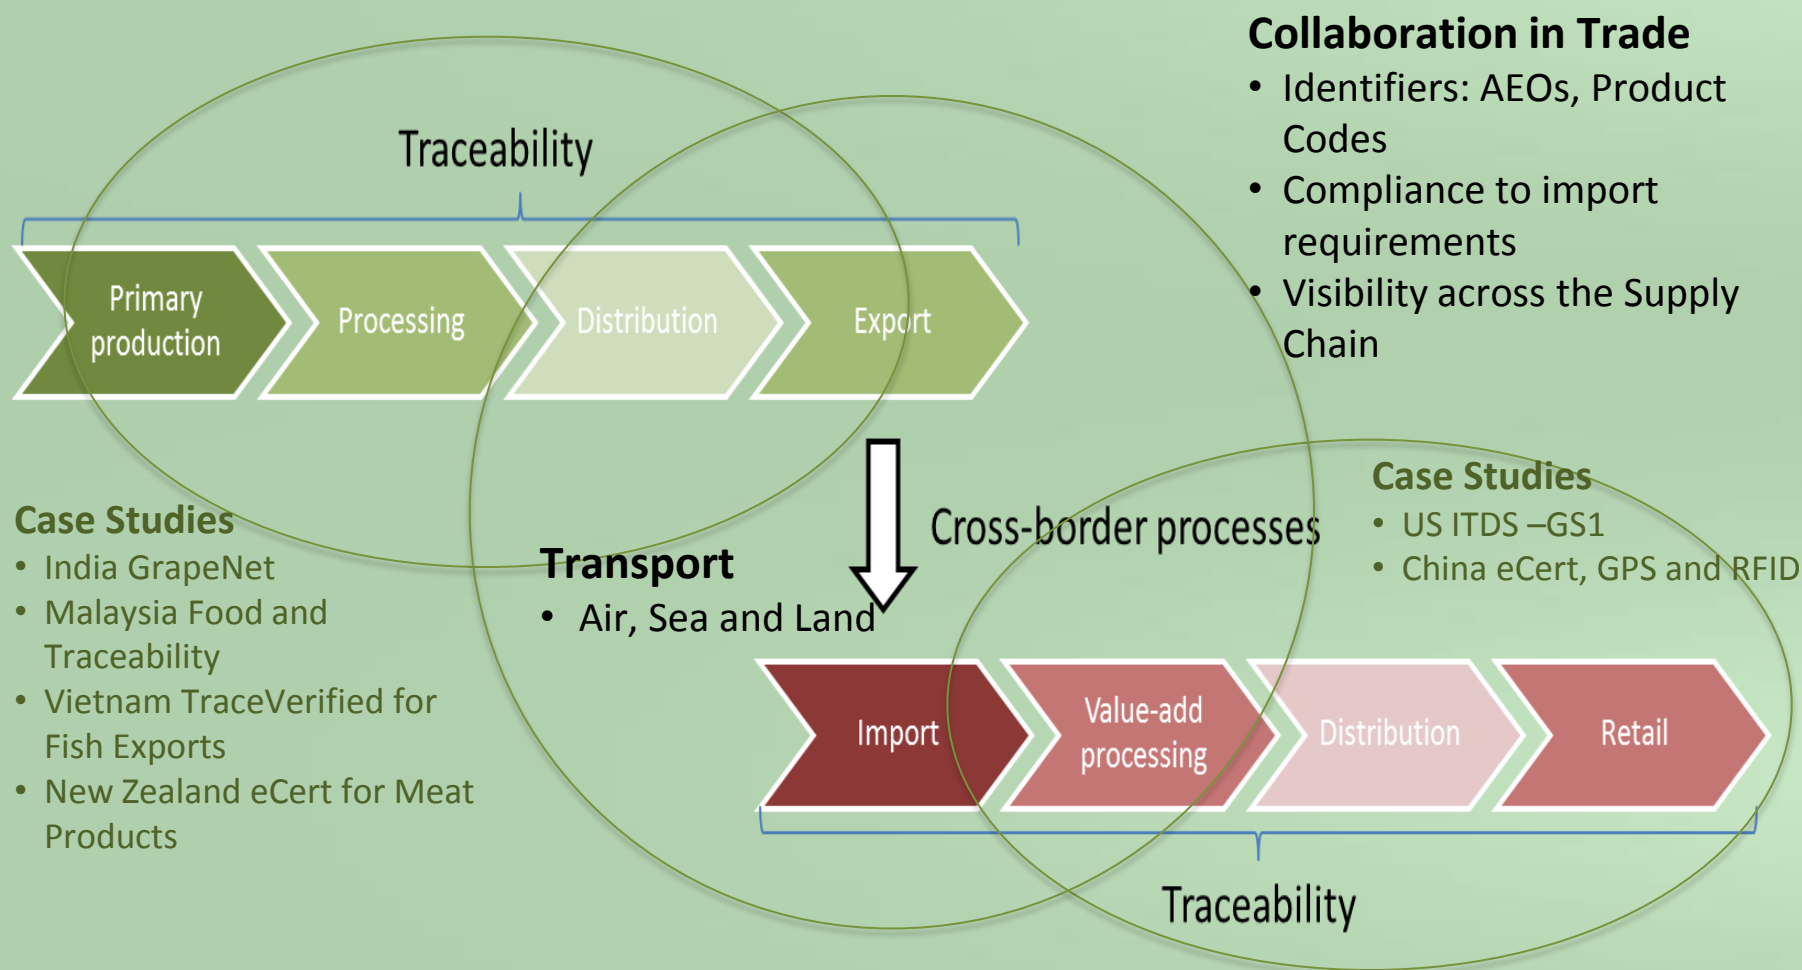 Collaboration in Trade
• Identifiers: AEOs, Product
Codes
• Compliance to import
requirements
• Visibility across the Supply
Chain
Traceability
Primary
production
Processing
Distribution
Export
Case Studies
• India GrapeNet
• Malaysia Food and
Traceability
• Vietnam TraceVerified for
Fish Exports
• New Zealand eCert for Meat
Products
Transport
• Air, Sea and Land
Cross-border processes
Case Studies
• US ITDS –GS1
• China eCert, GPS and RFID
Import
Value-add
processing
Distribution
Retail
Traceability